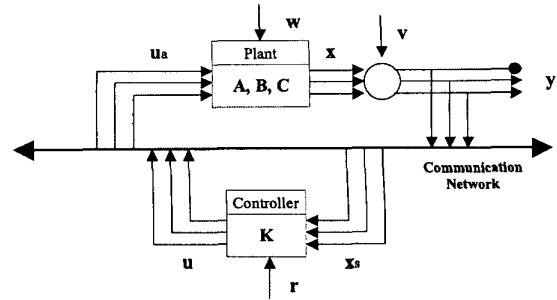 w
v
ua
Plant
x
A, B, C
y
Communication
Network
Controller
K
u
xs
r